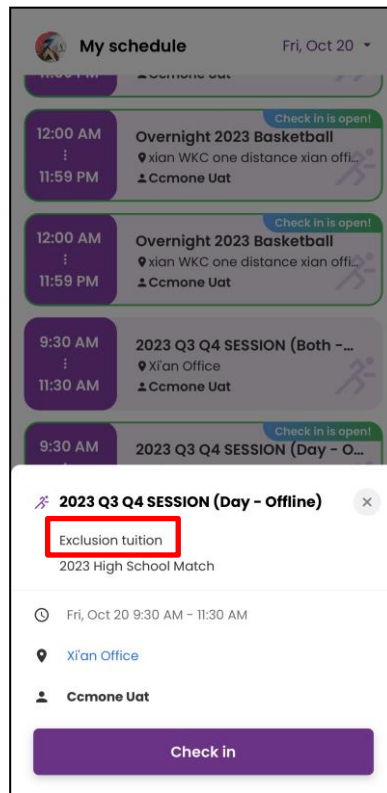 My schedule
Fri, Oct 20
Ccmone Uat
Check in is open!
12:00 AM
Overnight 2023 Basketball
xian WKC one distance xian offi...
11:59 PM
Ccmone Uat
Check in is open!
12:00 AM
Overnight 2023 Basketball
xian WKC one distance xian offi...
11:59 PM
Ccmone Uat
9:30 AM
2023 Q3 Q4 SESSION (Both -...
Xi'an Office
11:30 AM
Ccmone Uat
Check in is open!
9:30 AM
2023 Q3 Q4 SESSION (Day - O...
2023 Q3 Q4 SESSION (Day - Offline)
Exclusion tuition
2023 High School Match
Fri, Oct 20 9:30 AM - 11:30 AM
Xi'an Office
Ccmone Uat
Check in